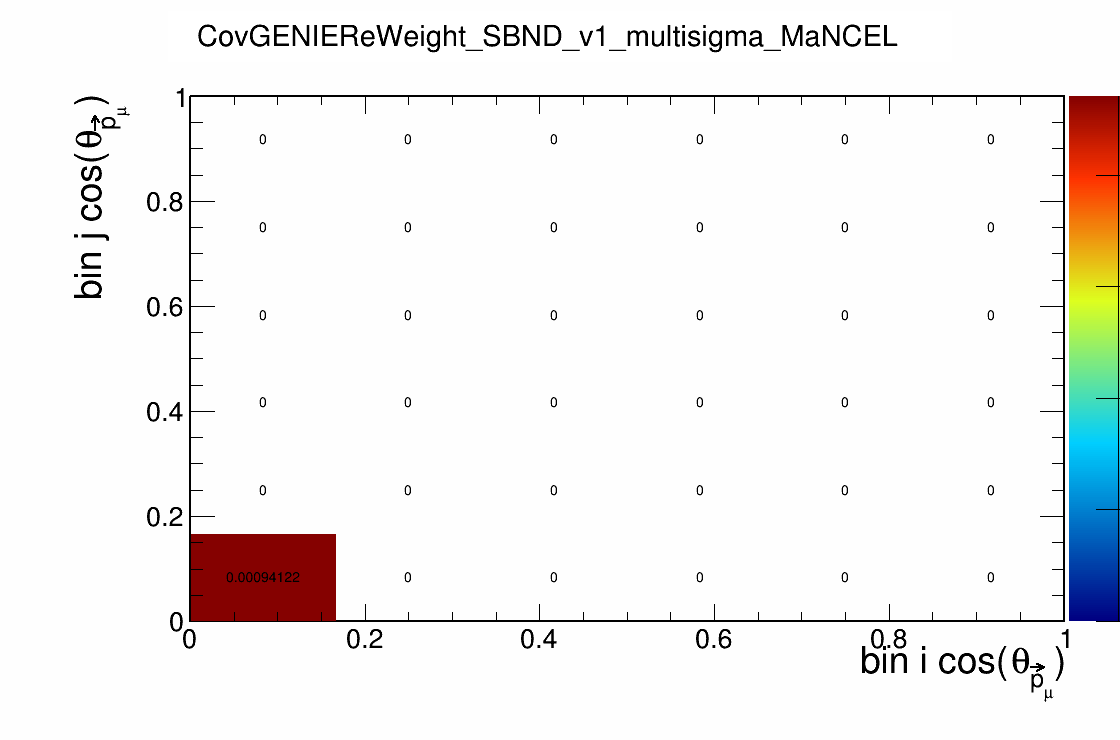 CovGENIEReWeight_SBND_v1_multisigma_MaNCEL
bin j cos(θp⃗μ)
1
0 0 0 0 0 0
0.8
0 0 0 0 0 0
0.6
0 0 0 0 0 0
0.4
0 0 0 0 0 0
0.2
0 0 0 0 0 0
0.00094122 0 0 0 0 0
0
0 0.2 0.4 0.6 0.8 1
bin i cos(θp⃗μ)